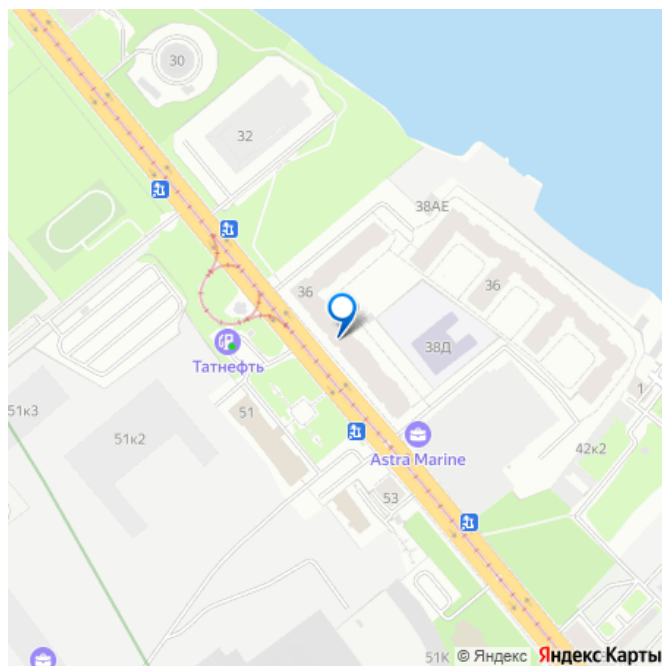 30
32
38АЕ
36
36
38Д
Татнефть
1
51к3
51
51к2
Astra Marine
42к2
53
51К
© Яндекс
Яндекс Карты